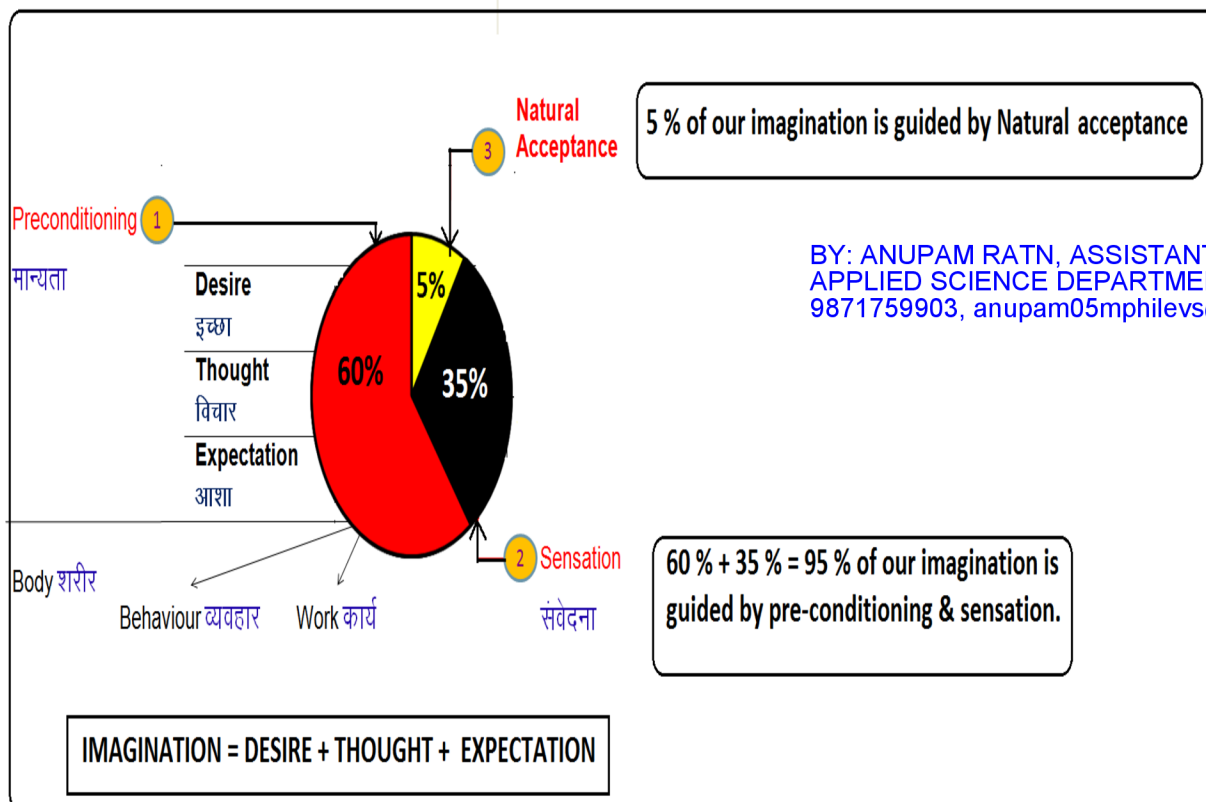 Natural
Acceptance
3
5 % of our imagination is guided by Natural acceptance
Preconditioning 1
मान्यता
BY: ANUPAM RATN, ASSISTANT
APPLIED SCIENCE DEPARTME
9871759903, anupam05mphilevs
Desire
इच्छा
Thought
विचार
Expectation
आशा
5%
60%
35%
2 Sensation
संवेदना
Body शरीर
Behaviour व्यवहार
Work कार्य
60 % + 35 % = 95 % of our imagination is
guided by pre-conditioning & sensation.
IMAGINATION = DESIRE + THOUGHT + EXPECTATION